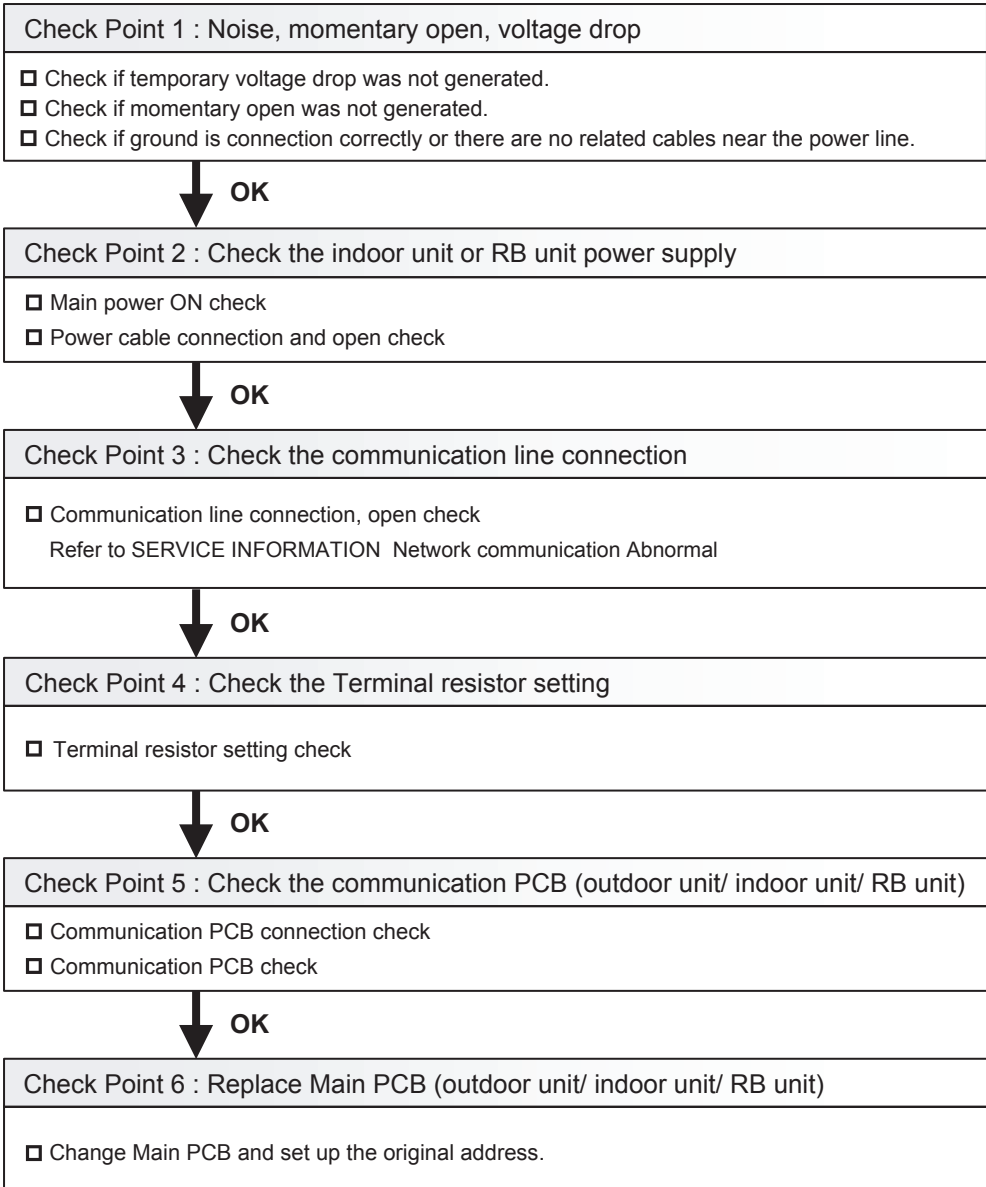 Check Point 1 : Noise, momentary open, voltage drop
Check if temporary voltage drop was not generated.
Check if momentary open was not generated.
Check if ground is connection correctly or there are no related cables near the power line.
OK
Check Point 2 : Check the indoor unit or RB unit power supply
Main power ON check
Power cable connection and open check
OK
Check Point 3 : Check the communication line connection
Communication line connection, open check
Refer to SERVICE INFORMATION  Network communication Abnormal
OK
Check Point 4 : Check the Terminal resistor setting
Terminal resistor setting check
OK
Check Point 5 : Check the communication PCB (outdoor unit/ indoor unit/ RB unit)
Communication PCB connection check
Communication PCB check
OK
Check Point 6 : Replace Main PCB (outdoor unit/ indoor unit/ RB unit)
Change Main PCB and set up the original address.